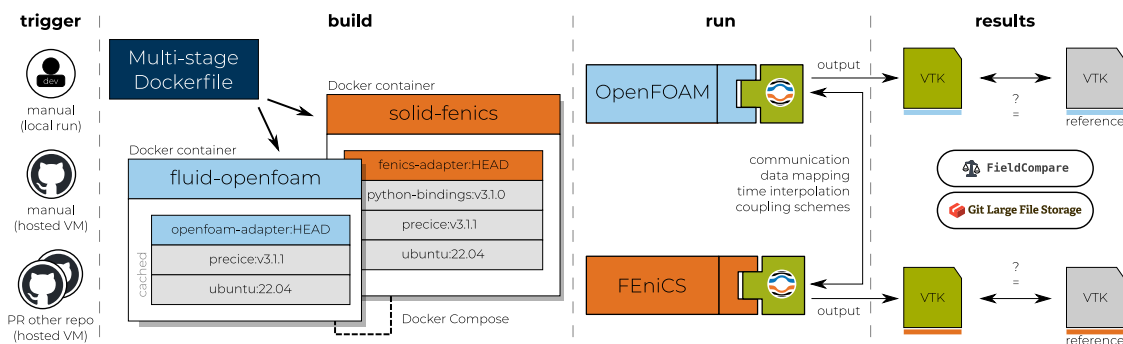 trigger
dev
manual
(local run)
manual
(hosted VM)
PR other repo
(hosted VM)
build
Multi-stage
Dockerfile
Docker container
solid-fenics
fenics-adapter:HEAD
python-bindings:v3.1.0
precice:v3.1.1
ubuntu:22.04
Docker container
fluid-openfoam
openfoam-adapter:HEAD
precice:v3.1.1
ubuntu:22.04
cached
Docker Compose
run
OpenFOAM
output
communication
data mapping
time interpolation
coupling schemes
FEniCS
output
results
VTK
?
=
VTK
reference
FieldCompare
Git Large File Storage
VTK
?
=
VTK
reference